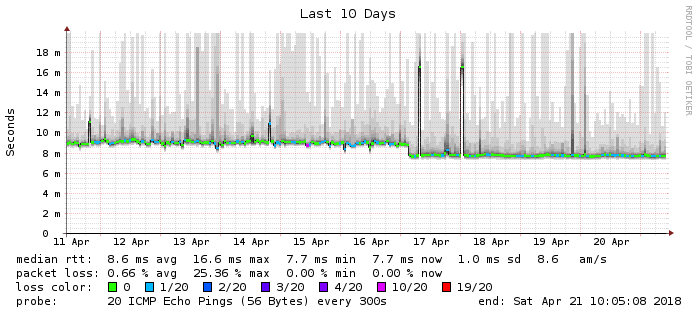 Last 10 Days
RRDTOOL / TOBI OETIKER
Seconds
18 m
16 m
14 m
12 m
10 m
8 m
6 m
4 m
2 m
0
11 Apr 12 Apr 13 Apr 14 Apr 15 Apr 16 Apr 17 Apr 18 Apr 19 Apr 20 Apr
median rtt: 8.6 ms avg 16.6 ms max 7.7 ms min 7.7 ms now 1.0 ms sd 8.6 am/s
packet loss: 0.66 % avg 25.36 % max 0.00 % min 0.00 % now
loss color: 0 1/20 2/20 3/20 4/20 10/20 19/20
probe: 20 ICMP Echo Pings (56 Bytes) every 300s end: Sat Apr 21 10:05:08 2018